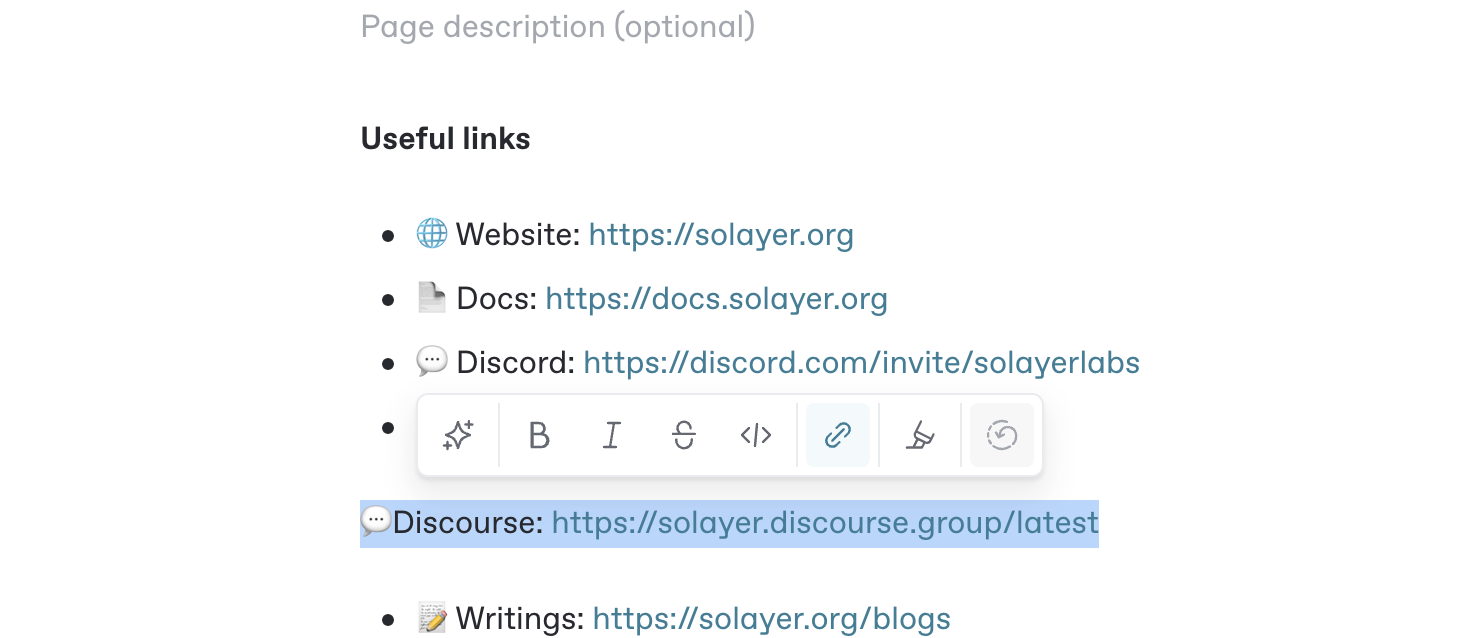 Page description (optional)
Useful links
• 🌐 Website: https://solayer.org
• 📄 Docs: https://docs.solayer.org
• 💬 Discord: https://discord.com/invite/solayerlabs
•
B I S </>
💬Discourse: https://solayer.discourse.group/latest
• 📝 Writings: https://solayer.org/blogs